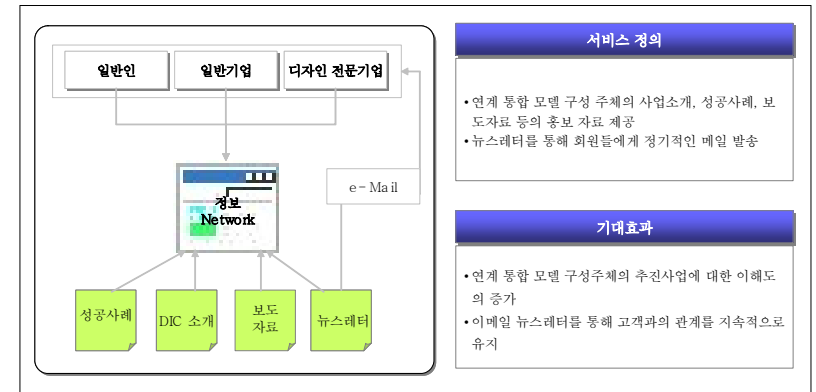 일반인
일반기업
디자인 전문기업
e-Mail
정보
Network
성공사례
DIC 소개
보도
자료
뉴스레터
서비스 정의
•연계 통합 모델 구성 주체의 사업소개, 성공사례, 보
도자료 등의 홍보 자료 제공
•뉴스레터를 통해 회원들에게 정기적인 메일 발송
기대효과
•연계 통합 모델 구성주체의 추진사업에 대한 이해도
의 증가
•이메일 뉴스레터를 통해 고객과의 관계를 지속적으로
유지